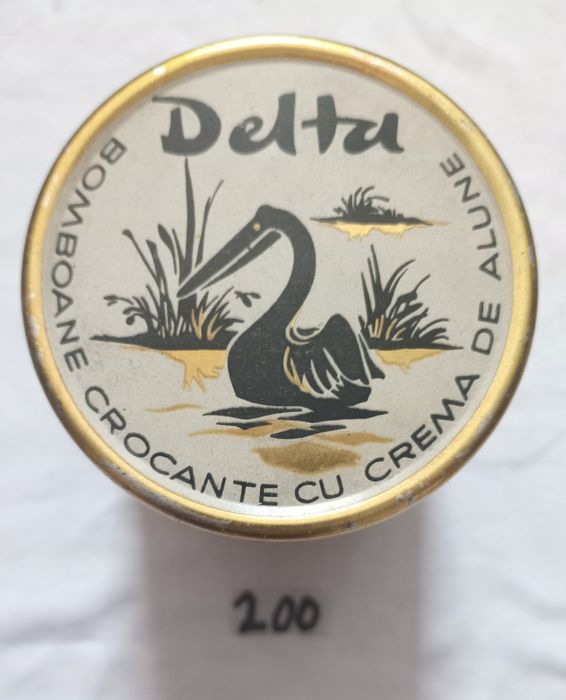 Delta
BOMBOANE CROCANTE CU CREMA DE ALUNE
200